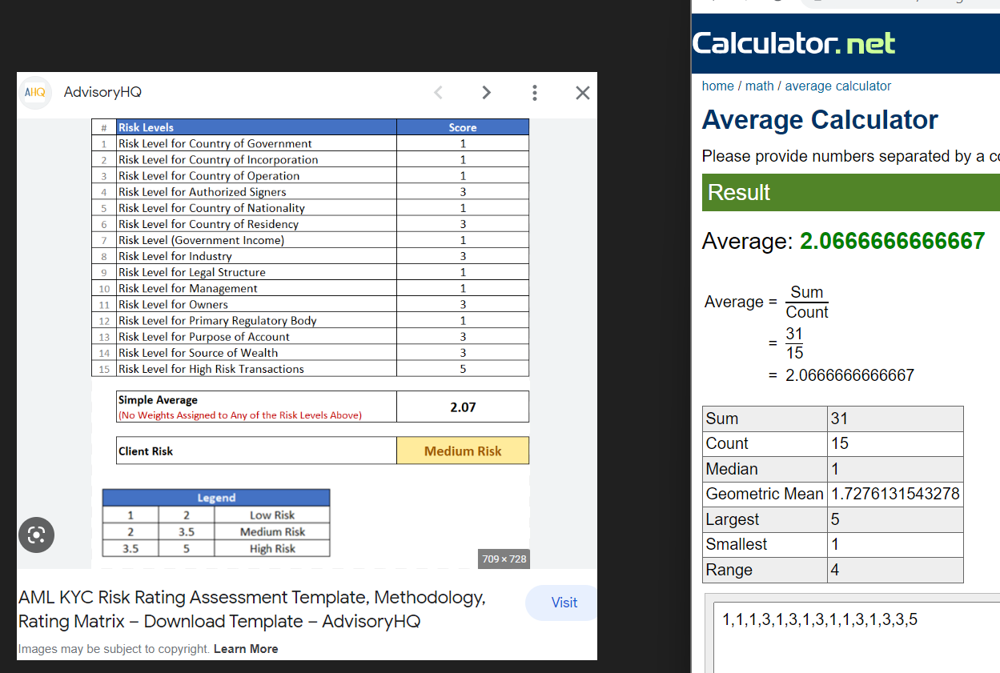 AHQ AdvisoryHQ
# Risk Levels Score
1 Risk Level for Country of Government 1
2 Risk Level for Country of Incorporation 1
3 Risk Level for Country of Operation 1
4 Risk Level for Authorized Signers 3
5 Risk Level for Country of Nationality 1
6 Risk Level for Country of Residency 3
7 Risk Level (Government Income) 1
8 Risk Level for Industry 3
9 Risk Level for Legal Structure 1
10 Risk Level for Management 1
11 Risk Level for Owners 3
12 Risk Level for Primary Regulatory Body 1
13 Risk Level for Purpose of Account 3
14 Risk Level for Source of Wealth 3
15 Risk Level for High Risk Transactions 5
Simple Average
(No Weights Assigned to Any of the Risk Levels Above) 2.07
Client Risk Medium Risk
Legend
1 2 Low Risk
2 3.5 Medium Risk
3.5 5 High Risk
709 × 728
AML KYC Risk Rating Assessment Template, Methodology,
Rating Matrix – Download Template – AdvisoryHQ
Visit
Images may be subject to copyright. Learn More
Calculator.net
home / math / average calculator
Average Calculator
Please provide numbers separated by a
Result
Average: 2.0666666666667
Average = Sum
Count
= 31
15
= 2.0666666666667
Sum 31
Count 15
Median 1
Geometric Mean 1.7276131543278
Largest 5
Smallest 1
Range 4
1,1,1,3,1,3,1,3,1,1,3,1,3,3,5